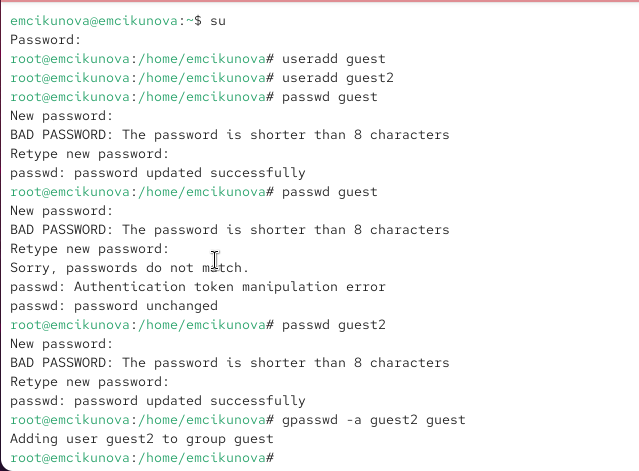 emcikunova@emcikunova:~$ su
Password:
root@emcikunova:/home/emcikunova# useradd guest
root@emcikunova:/home/emcikunova# useradd guest2
root@emcikunova:/home/emcikunova# passwd guest
New password:
BAD PASSWORD: The password is shorter than 8 characters
Retype new password:
passwd: password updated successfully
root@emcikunova:/home/emcikunova# passwd guest
New password:
BAD PASSWORD: The password is shorter than 8 characters
Retype new password:
Sorry, passwords do not match.
passwd: Authentication token manipulation error
passwd: password unchanged
root@emcikunova:/home/emcikunova# passwd guest2
New password:
BAD PASSWORD: The password is shorter than 8 characters
Retype new password:
passwd: password updated successfully
root@emcikunova:/home/emcikunova# gpasswd -a guest2 guest
Adding user guest2 to group guest
root@emcikunova:/home/emcikunova#